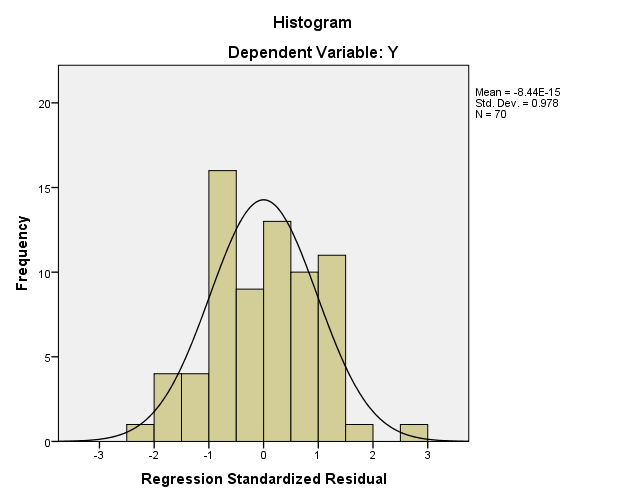 Histogram
Dependent Variable: Y
Mean = -8.44E-15
Std. Dev. = 0.978
N = 70
Frequency
20
15
10
5
0
-3 -2 -1 0 1 2 3
Regression Standardized Residual